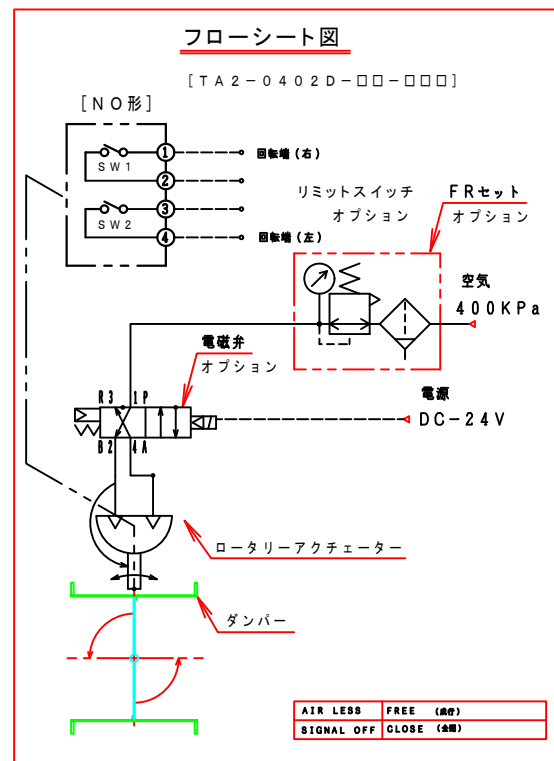 フローシート図
[TA2-0402D-□□-□□□]
[NO形]
SW1
SW2
1
2
3
4
回転端(右)
回転端(左)
リミットスイッチ
オプション
FRセット
オプション
空気
400KPa
電磁弁
オプション
R3 1P
B2 4A
電源
DC-24V
ロータリーアクチェーター
ダンパー
AIR LESS FREE (成行)
SIGNAL OFF CLOSE (全閉)